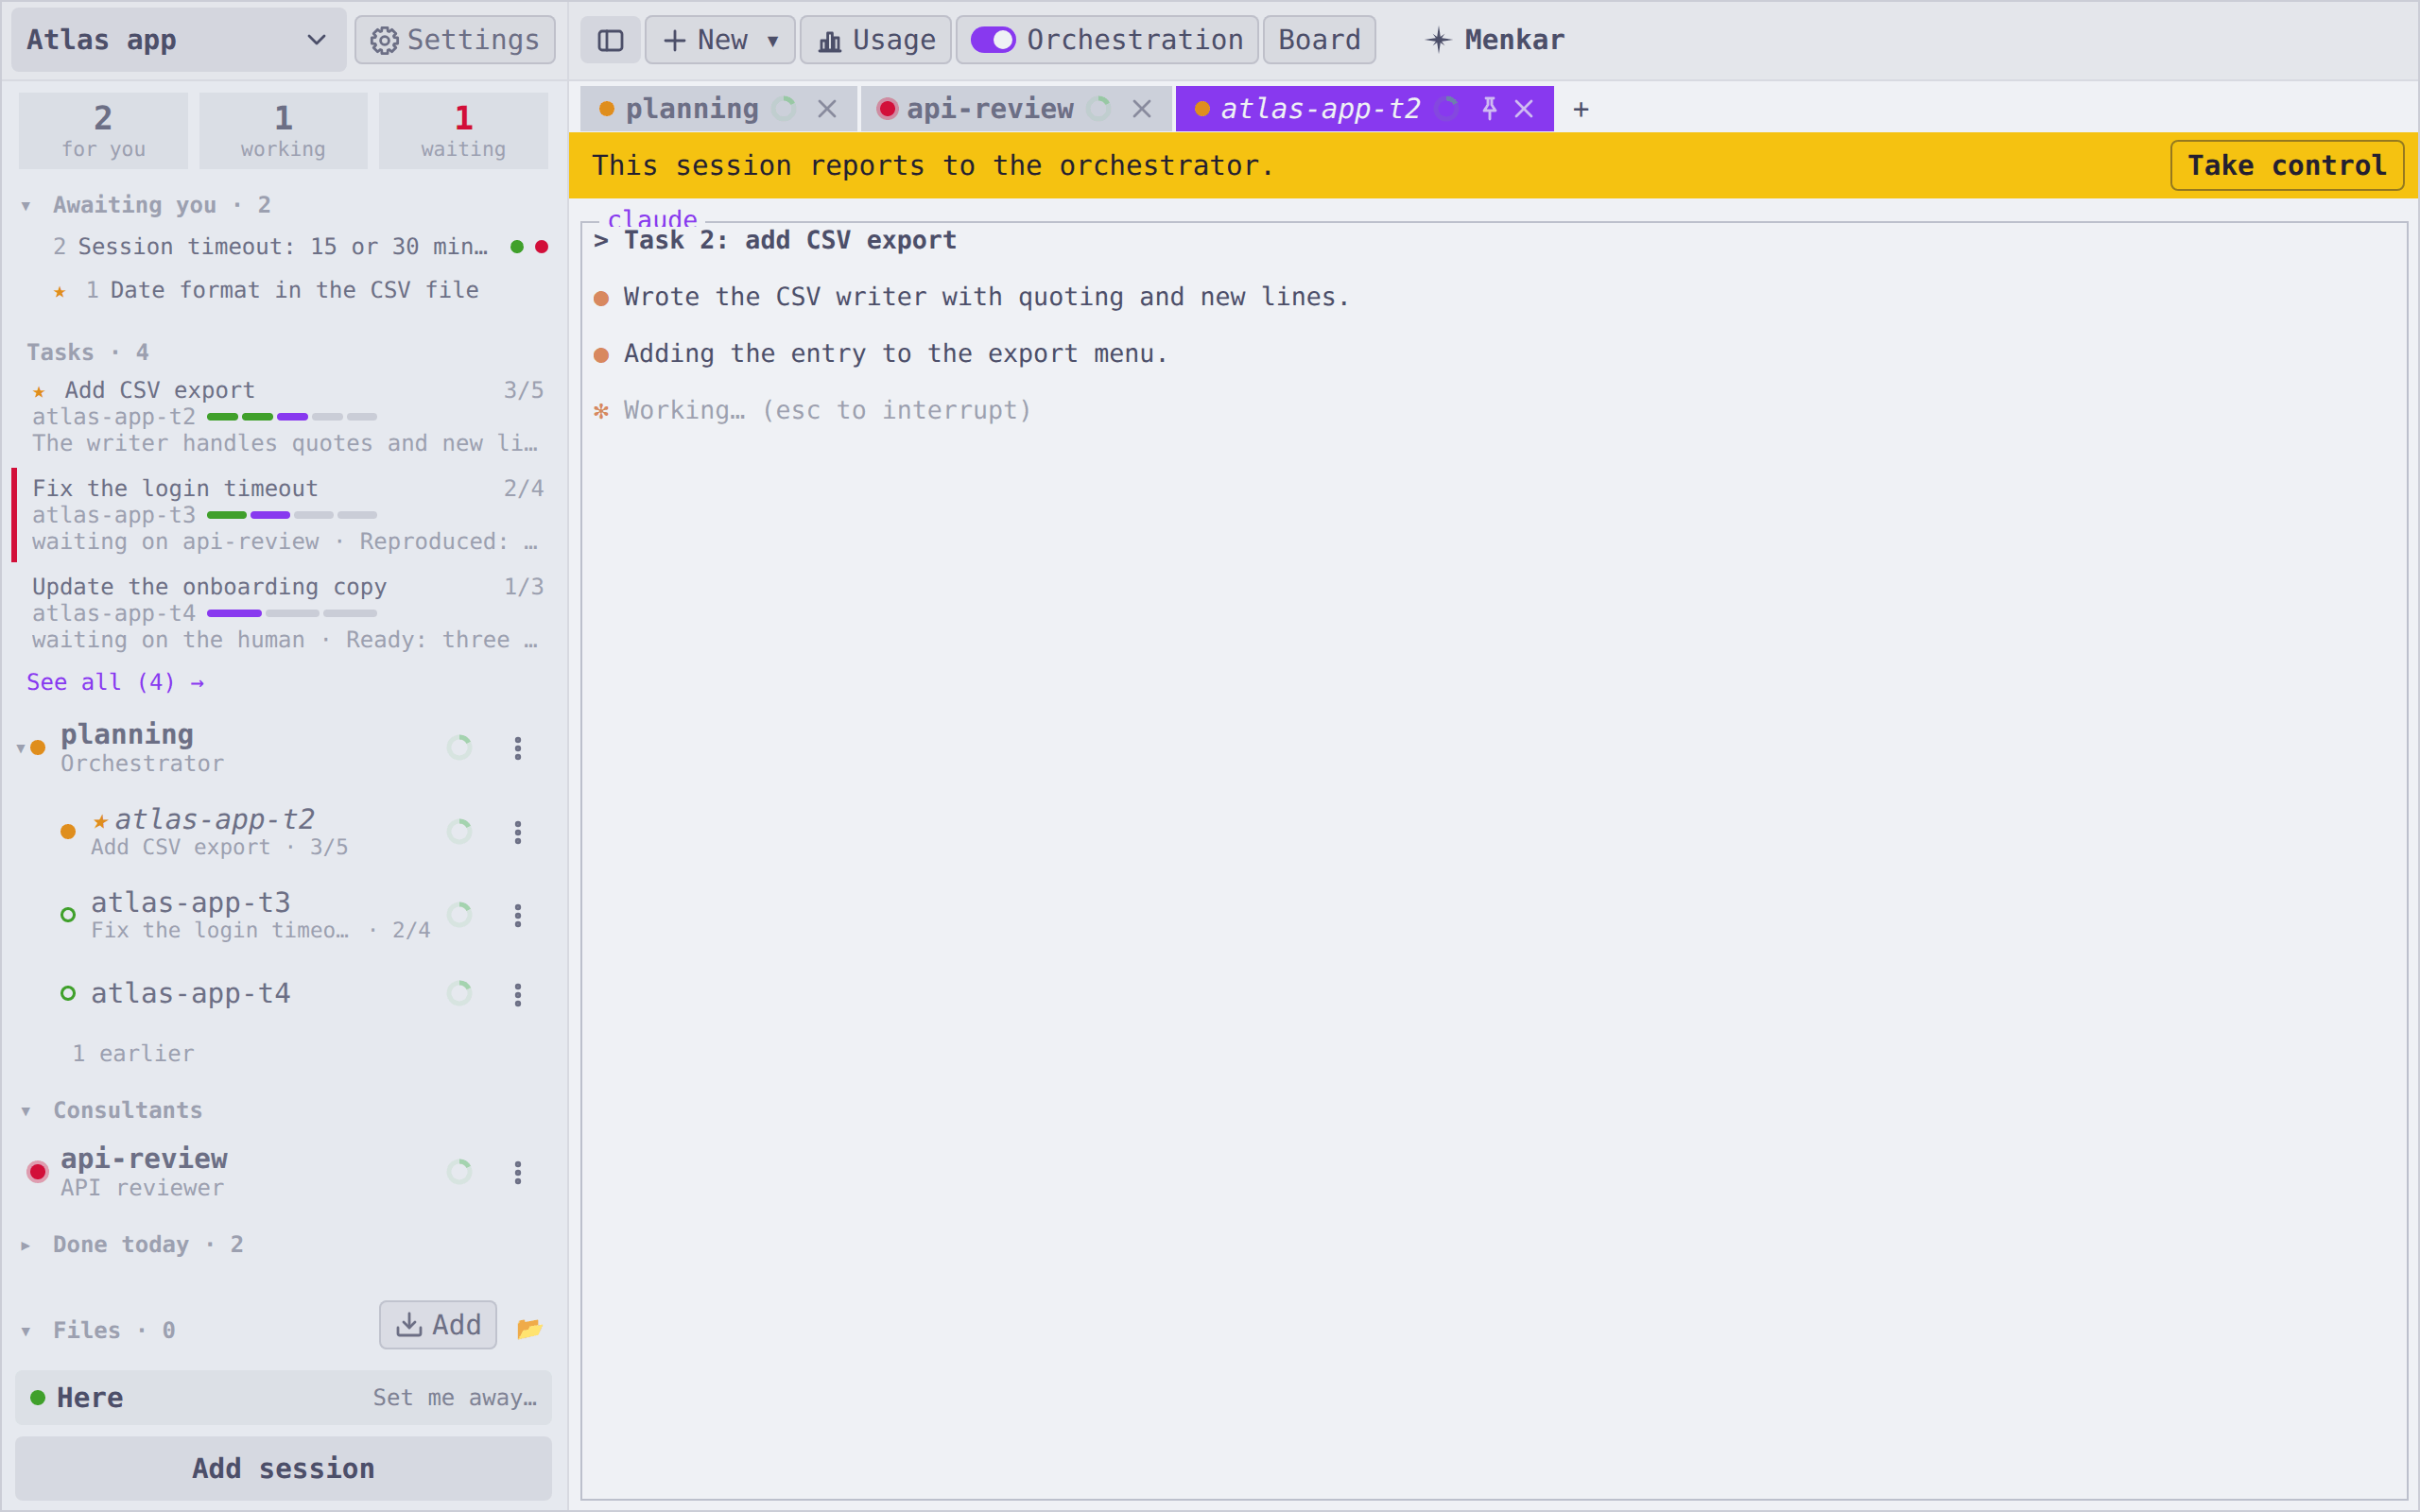 Atlas app
Settings
New ▾
Usage
Orchestration
Board
Menkar
2
for you
1
working
1
waiting
Awaiting you · 2
2 Session timeout: 15 or 30 min…
★ 1 Date format in the CSV file
Tasks · 4
★ Add CSV export 3/5
atlas-app-t2
The writer handles quotes and new li…
Fix the login timeout 2/4
atlas-app-t3
waiting on api-review · Reproduced: …
Update the onboarding copy 1/3
atlas-app-t4
waiting on the human · Ready: three …
See all (4) →
planning
Orchestrator
★ atlas-app-t2
Add CSV export · 3/5
atlas-app-t3
Fix the login timeo… · 2/4
atlas-app-t4
1 earlier
Consultants
api-review
API reviewer
Done today · 2
Files · 0
Add
Here
Set me away…
Add session
planning
api-review
atlas-app-t2
+
This session reports to the orchestrator.
Take control
claude
> Task 2: add CSV export
● Wrote the CSV writer with quoting and new lines.
● Adding the entry to the export menu.
✻ Working… (esc to interrupt)